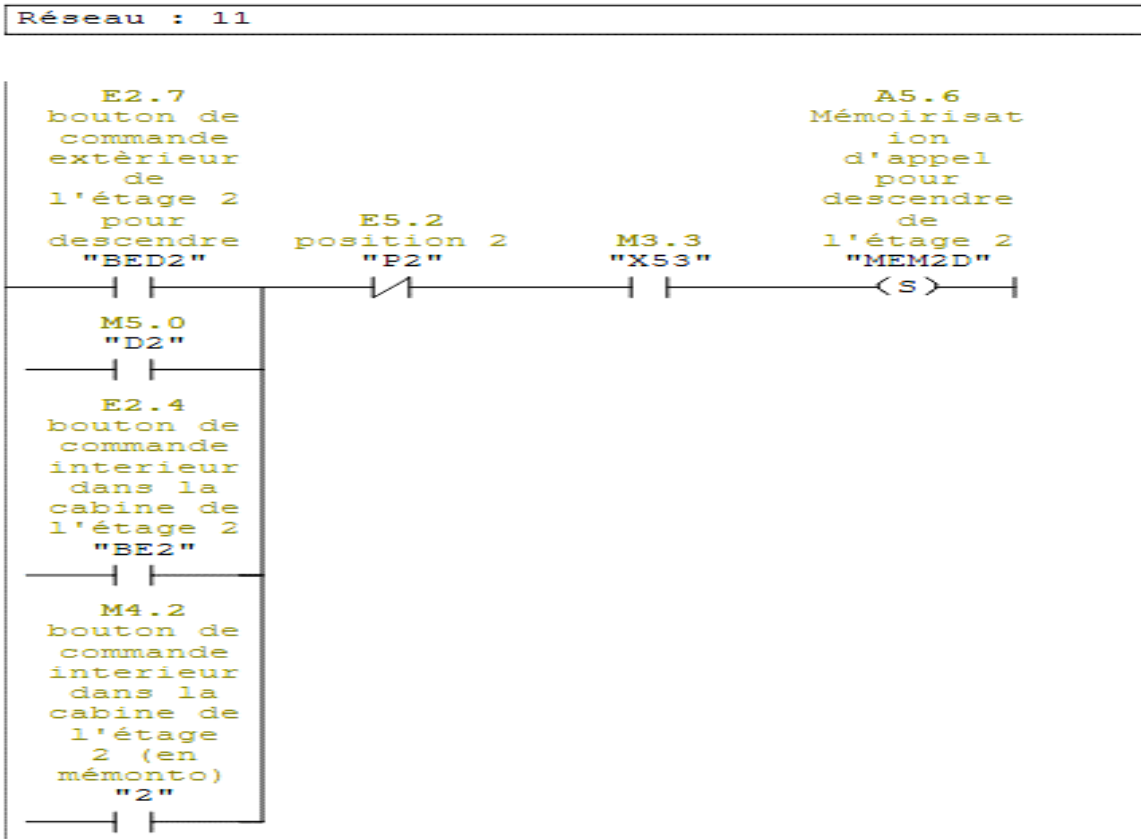 Réseau : 11
E2.7
bouton de
commande
extèrieur
de
l'étage 2
pour
descendre
"BED2"
E5.2
position 2
"P2"
M3.3
"X53"
A5.6
Mémoirisat
ion
d'appel
pour
descendre
de
l'étage 2
"MEM2D"
S
M5.0
"D2"
E2.4
bouton de
commande
interieur
dans la
cabine de
l'étage 2
"BE2"
M4.2
bouton de
commande
interieur
dans la
cabine de
l'étage
2 (en
mémonto)
"2"